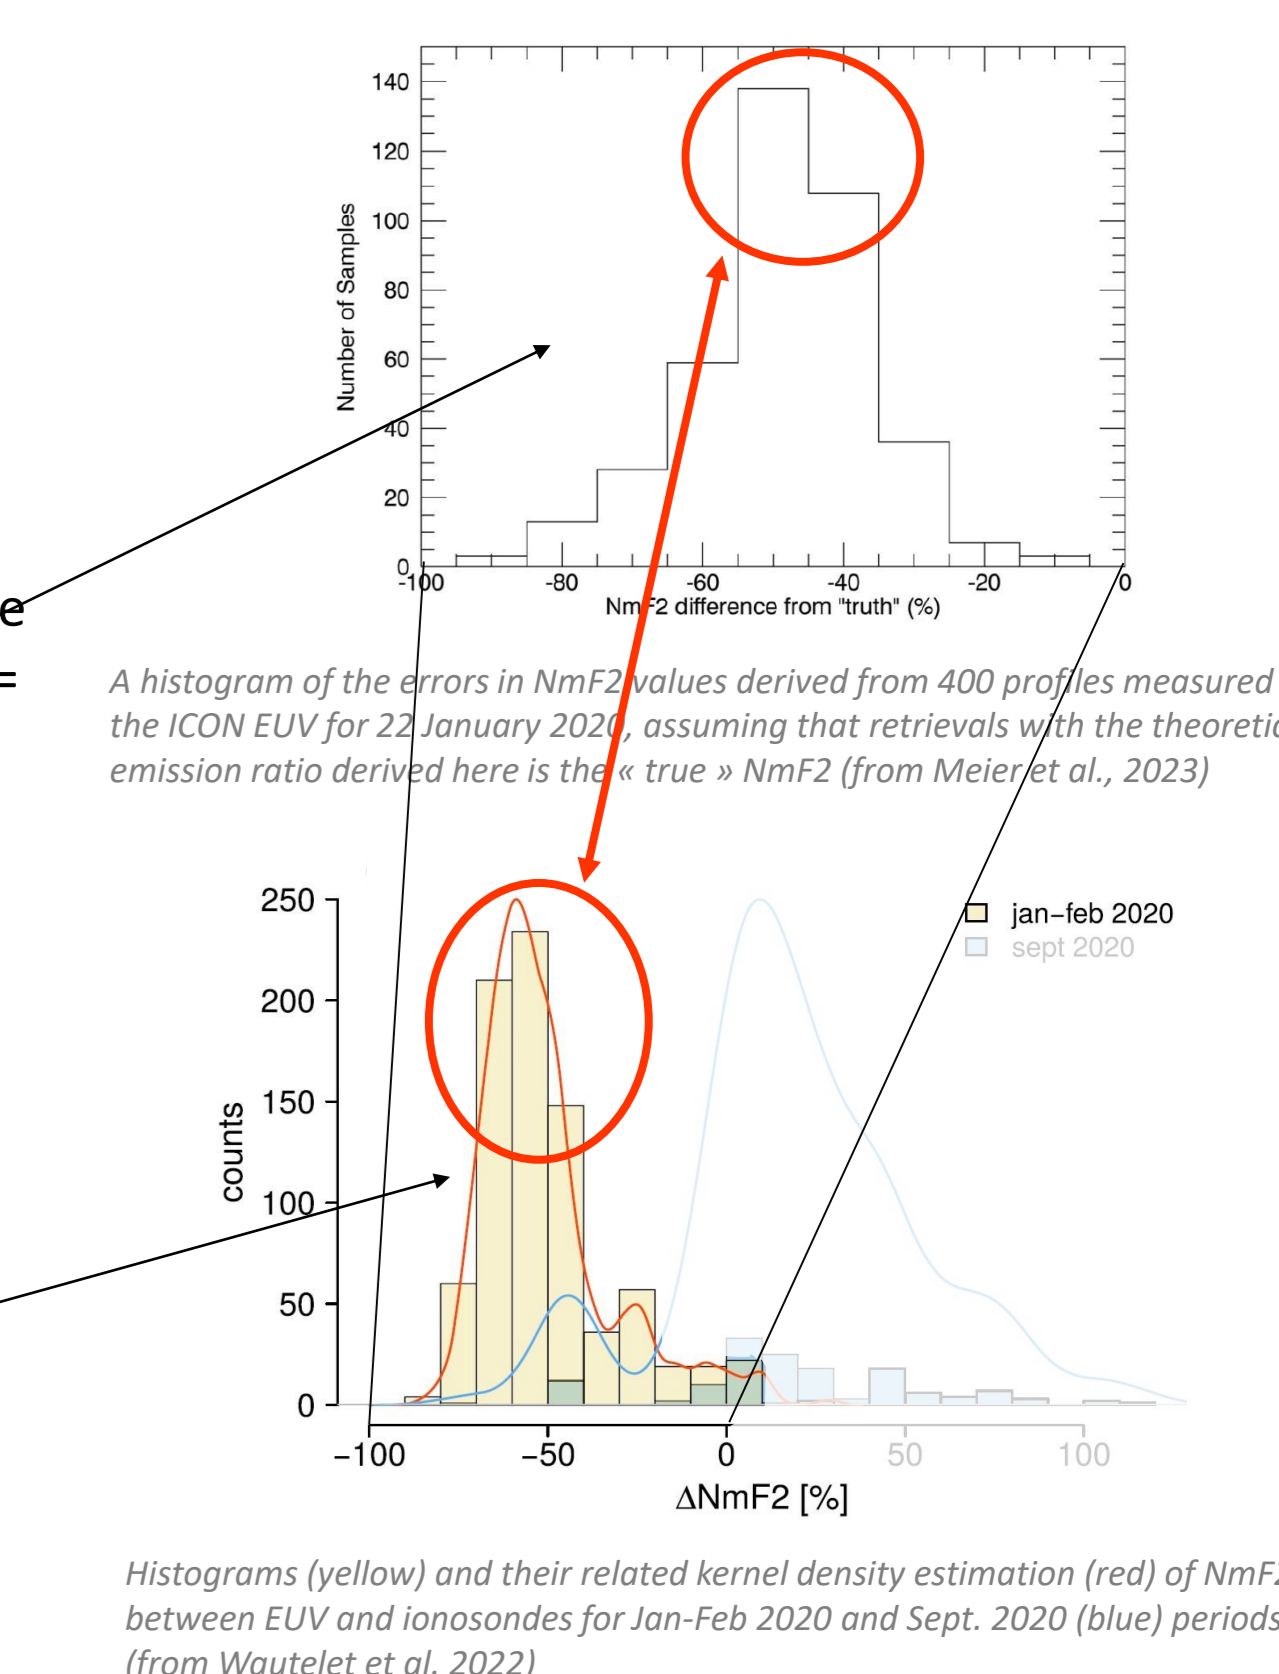 140
120
100
80
60
40
20
0
Number of Samples
-100 -80 -60 -40 -20 0
NmF2 difference from "truth" (%)
e
=
A histogram of the errors in NmF2 values derived from 400 profiles measured
the ICON EUV for 22 January 2020, assuming that retrievals with the theoretic
emission ratio derived here is the « true » NmF2 (from Meier et al., 2023)
250
200
150
100
50
0
counts
jan–feb 2020
sept 2020
−100 −50 0 50 100
ΔNmF2 [%]
Histograms (yellow) and their related kernel density estimation (red) of NmF2
between EUV and ionosondes for Jan-Feb 2020 and Sept. 2020 (blue) periods
(from Wautelet et al. 2022)